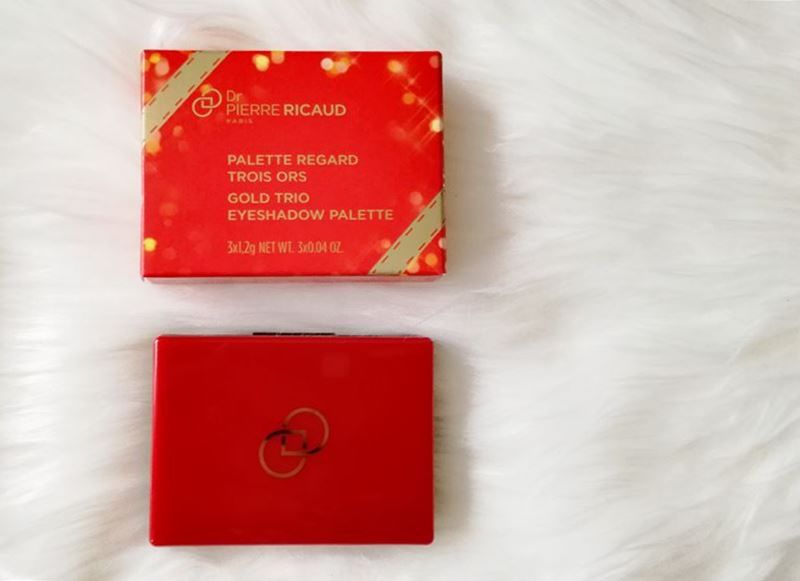 Dr
PIERRE RICAUD
PARIS
PALETTE REGARD
TROIS ORS
GOLD TRIO
EYESHADOW PALETTE
3x1,2g NET WT. 3x0.04 OZ.